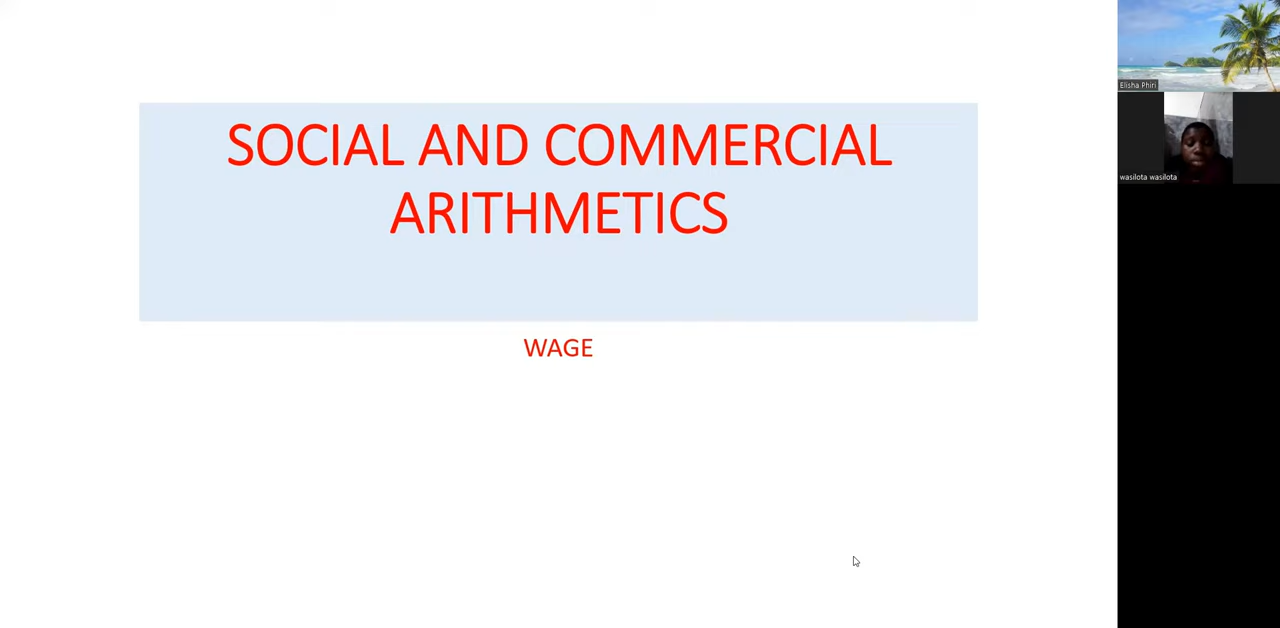 SOCIAL AND COMMERCIAL
ARITHMETICS
WAGE
Elisha Phiri
wasilota wasilota